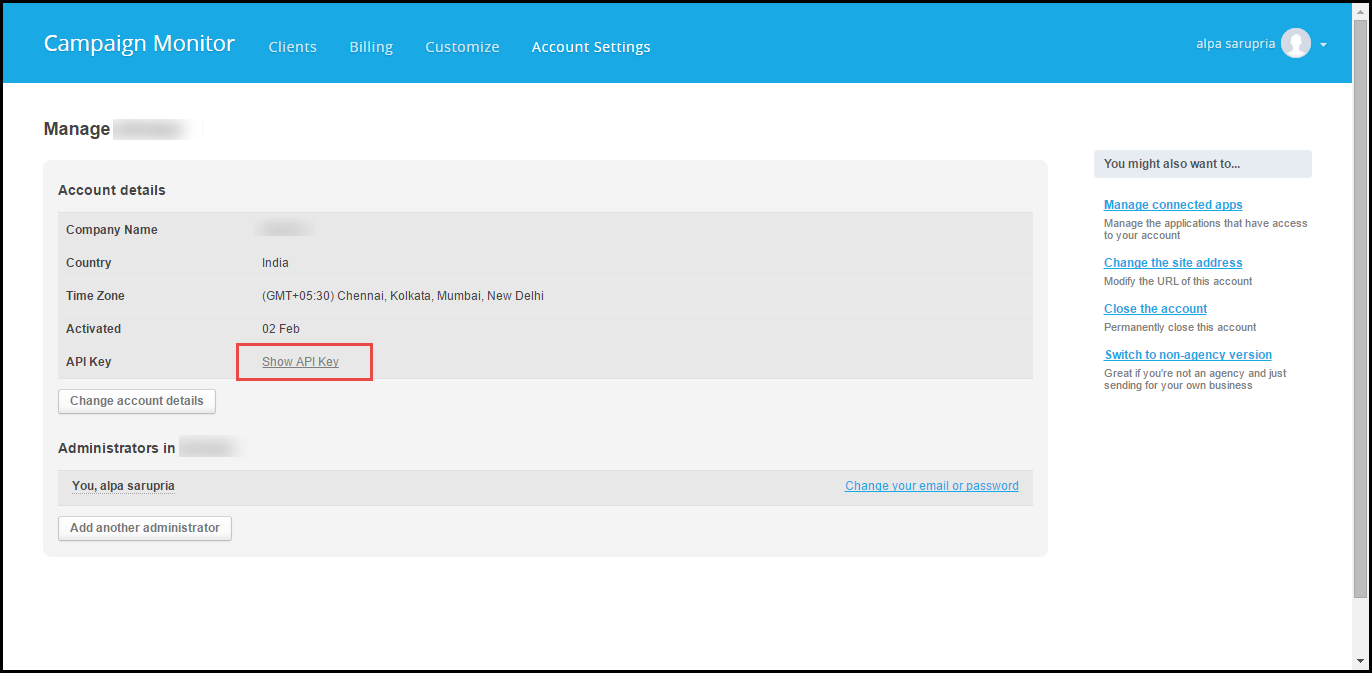 Campaign Monitor Clients Billing Customize Account Settings alpa sarupria
Manage
Account details
Company Name
Country India
Time Zone (GMT+05:30) Chennai, Kolkata, Mumbai, New Delhi
Activated 02 Feb
API Key Show API Key
Change account details
Administrators in
You, alpa sarupria Change your email or password
Add another administrator
You might also want to...
Manage connected apps
Manage the applications that have access
to your account
Change the site address
Modify the URL of this account
Close the account
Permanently close this account
Switch to non-agency version
Great if you're not an agency and just
sending for your own business